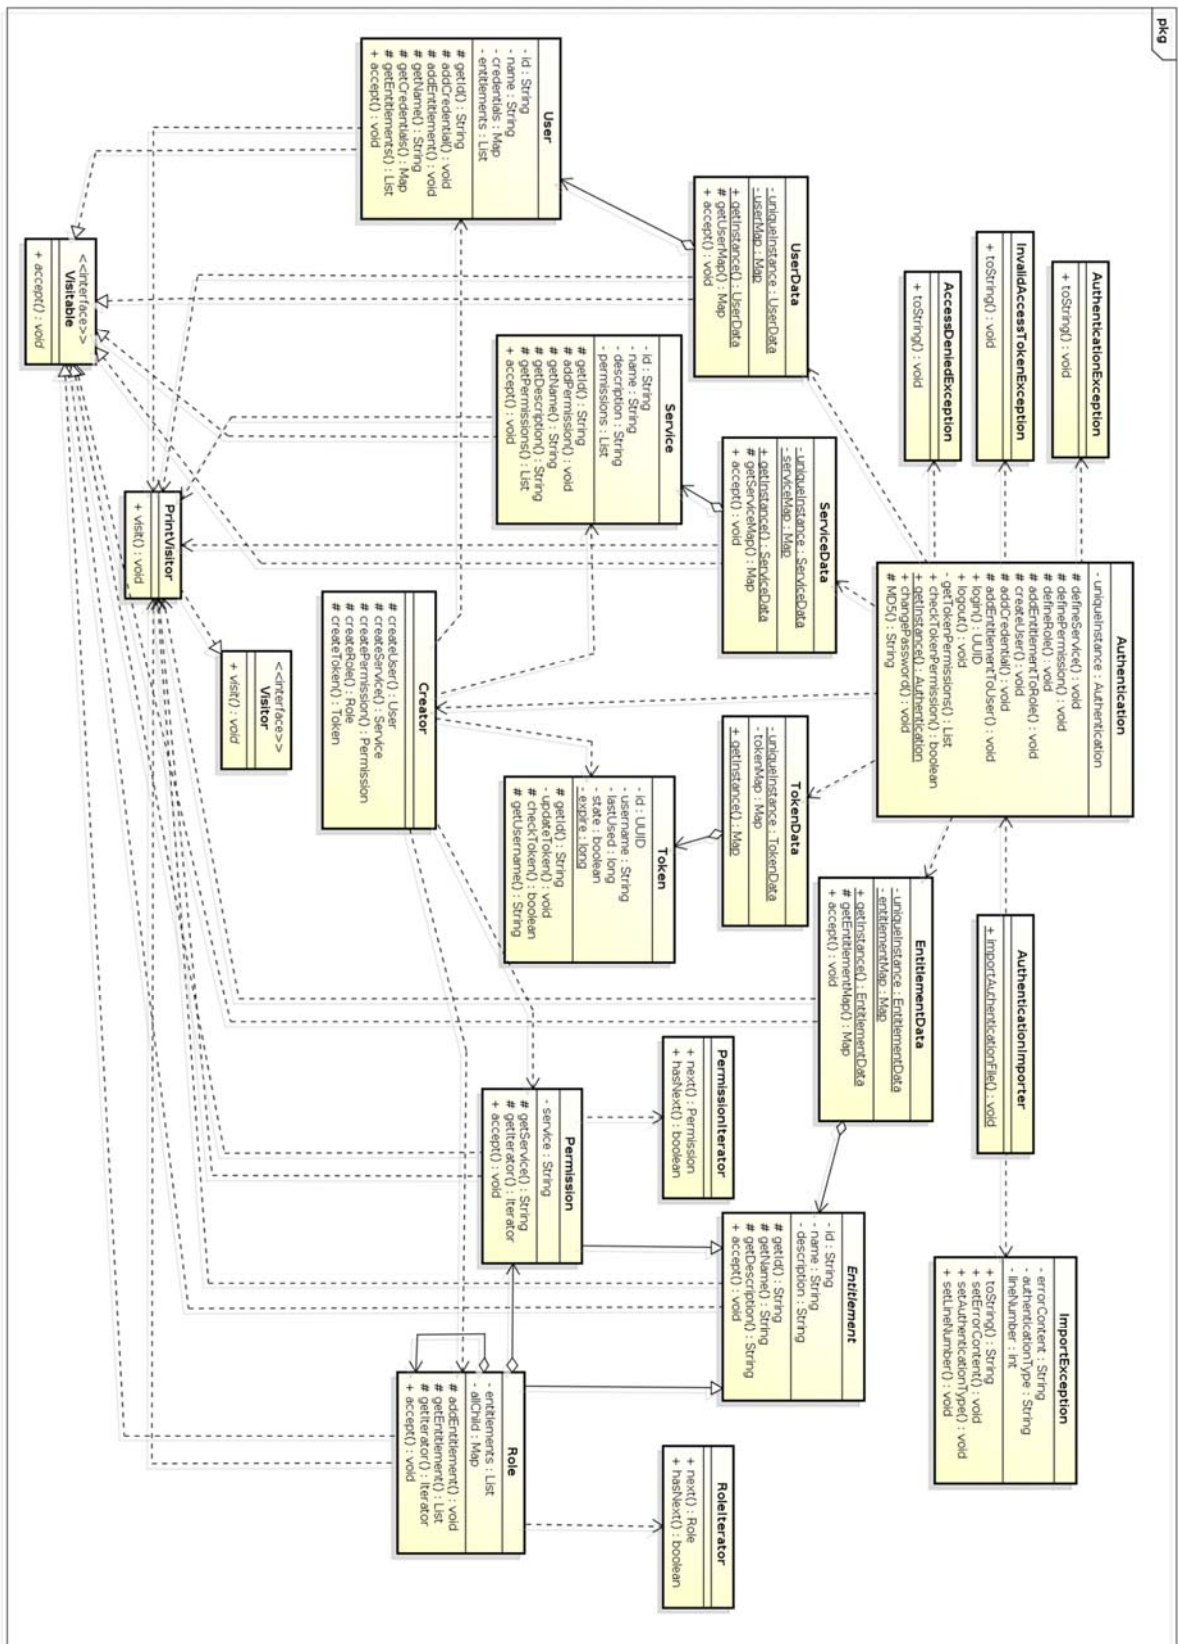 pkg
AuthenticationException
+ toString() : void
InvalidAccessTokenException
+ toString() : void
AccessDeniedException
+ toString() : void
Authentication
- uniqueInstance : Authentication
# defineService() : void
# definePermission() : void
# defineRole() : void
# addEntitlementToRole() : void
# createUser() : void
# addCredential() : void
# addEntitlementToUser() : void
+ login() : UUID
+ logout() : void
- getTokenPermissions() : List
+ checkTokenPermission() : boolean
+ getInstance() : Authentication
+ changePassword() : void
# MD5() : String
AuthenticationImporter
+ importAuthenticationFile() : void
ImportException
- errorContent : String
- authenticationType : String
- lineNumber : int
+ toString() : String
+ setErrorContent() : void
+ setAuthenticationType() : void
+ setLineNumber() : void
UserData
- uniqueInstance : UserData
- userMap : Map
+ getInstance() : UserData
# getUserMap() : Map
+ accept() : void
ServiceData
- uniqueInstance : ServiceData
- serviceMap : Map
+ getInstance() : ServiceData
# getServiceMap() : Map
+ accept() : void
TokenData
- uniqueInstance : TokenData
- tokenMap : Map
+ getInstance() : Map
EntitlementData
- uniqueInstance : EntitlementData
- entitlementMap : Map
+ getInstance() : EntitlementData
# getEntitlementMap() : Map
+ accept() : void
Entitlement
- id : String
- name : String
- description : String
# getId() : String
# getName() : String
# getDescription() : String
+ accept() : void
PermissionIterator
+ next() : Permission
+ hasNext() : boolean
RoleIterator
+ next() : Role
+ hasNext() : boolean
User
- id : String
- name : String
- credentials : Map
- entitlements : List
# getId() : String
# addCredential() : void
# addEntitlement() : void
# getName() : String
# getCredentials() : Map
# getEntitlements() : List
+ accept() : void
Service
- id : String
- name : String
- description : String
- permissions : List
# getId() : String
# addPermission() : void
# getName() : String
# getDescription() : String
# getPermissions() : List
+ accept() : void
Token
- id : UUID
- username : String
- lastUsed : long
- state : boolean
- expire : long
# getId() : String
- updateToken() : void
# checkToken() : boolean
# getUsername() : String
Permission
- service : String
# getService() : String
# getIterator() : Iterator
+ accept() : void
Role
- entitlements : List
- allChild : Map
# addEntitlement() : void
# getEntitlement() : List
# getIterator() : Iterator
+ accept() : void
Creator
# createUser() : User
# createService() : Service
# createPermission() : Permission
# createRole() : Role
# createToken() : Token
<<interface>>
Visitor
+ visit() : void
PrintVisitor
+ visit() : void
<<interface>>
Visitable
+ accept() : void